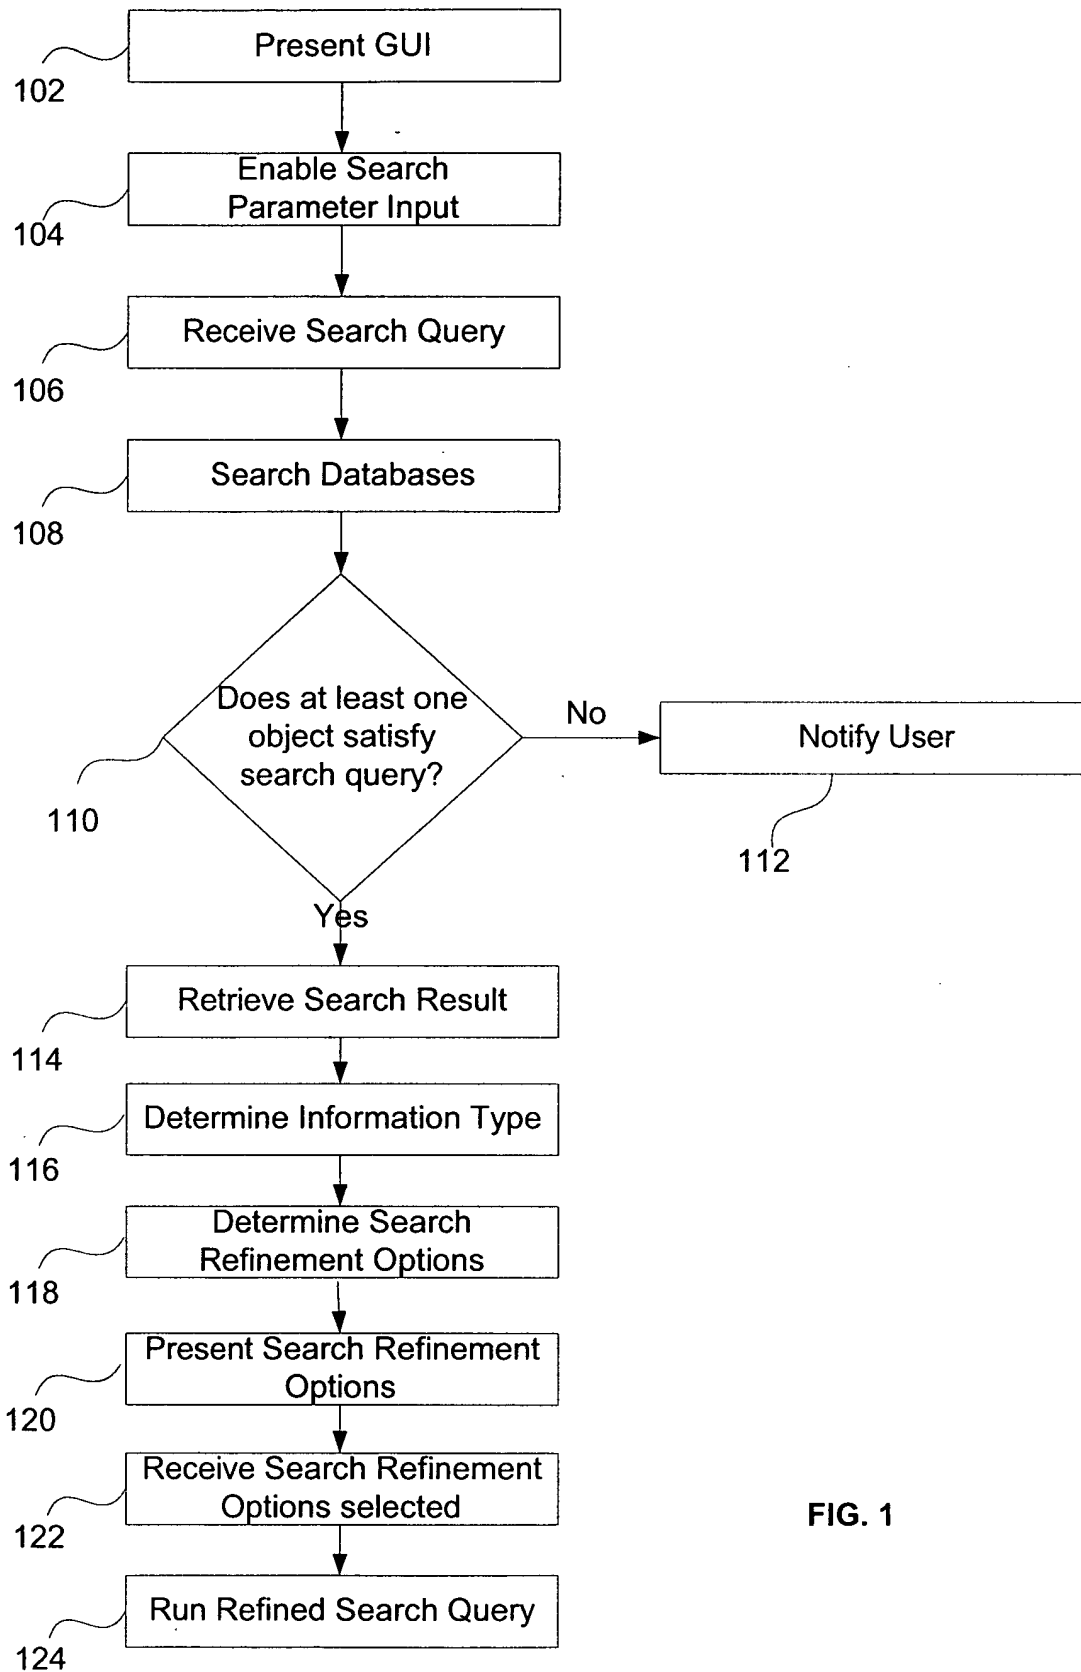 Present GUI
102
Enable Search
Parameter Input
104
Receive Search Query
106
Search Databases
108
Does at least one
object satisfy
search query?
110
No
Notify User
112
Yes
Retrieve Search Result
114
Determine Information Type
116
Determine Search
Refinement Options
118
Present Search Refinement
Options
120
Receive Search Refinement
Options selected
122
FIG. 1
Run Refined Search Query
124